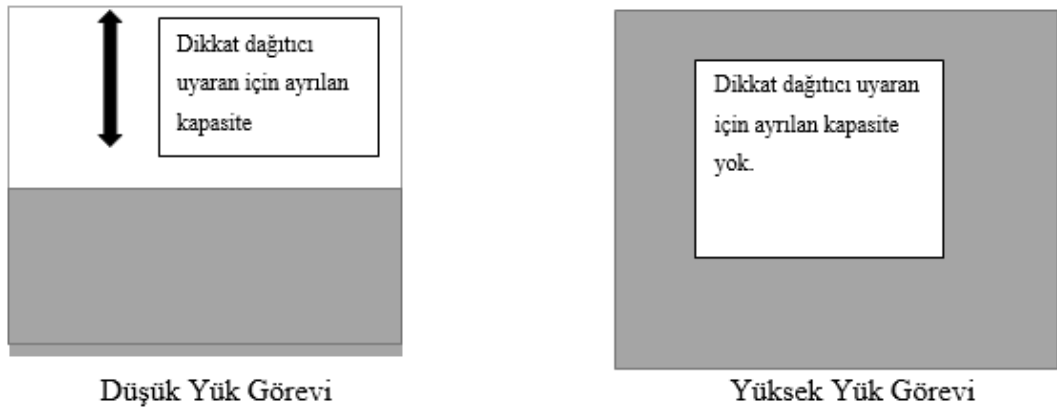 Dikkat dağıtıcı
uyaran için ayrılan
kapasite
Düşük Yük Görevi
Dikkat dağıtıcı uyaran
için ayrılan kapasite
yok.
Yüksek Yük Görevi